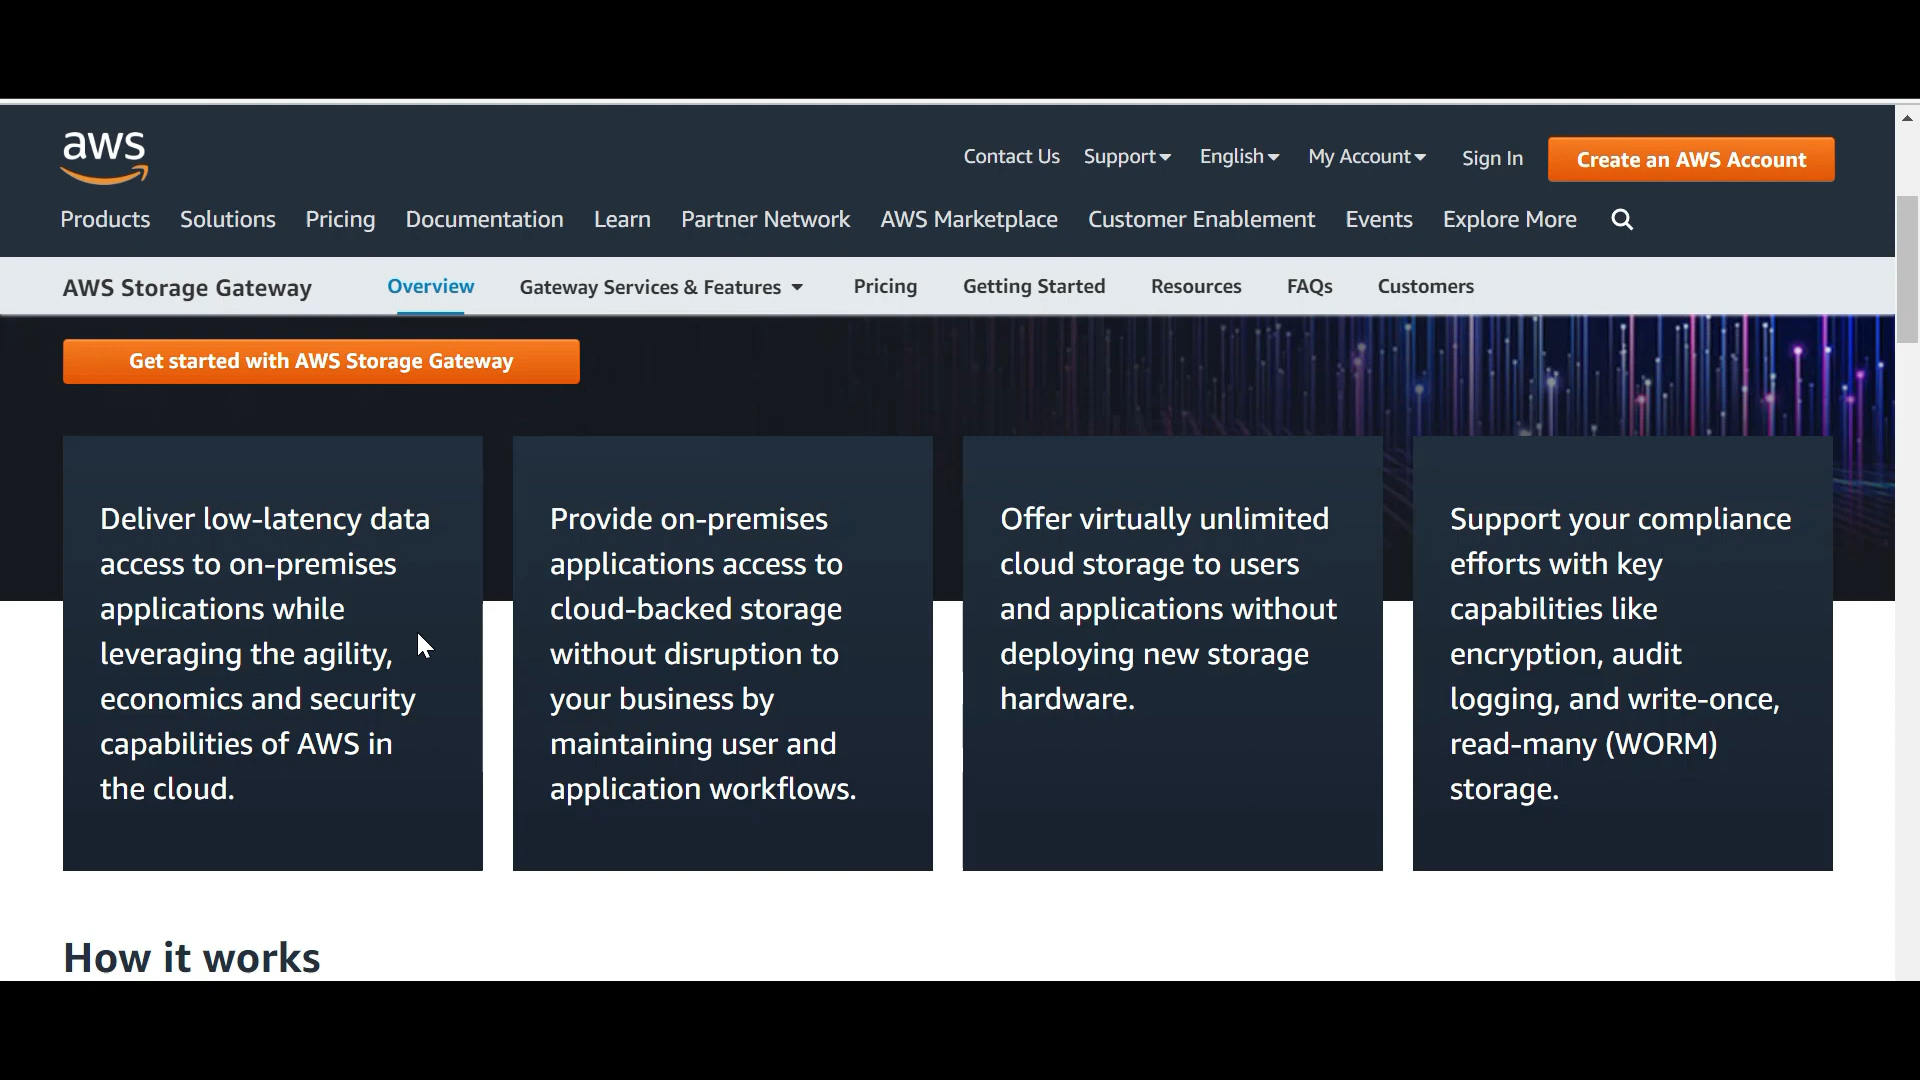 aws
Contact Us Support English My Account Sign In Create an AWS Account
Products Solutions Pricing Documentation Learn Partner Network AWS Marketplace Customer Enablement Events Explore More
AWS Storage Gateway Overview Gateway Services & Features Pricing Getting Started Resources FAQs Customers
Get started with AWS Storage Gateway
Deliver low-latency data
access to on-premises
applications while
leveraging the agility,
economics and security
capabilities of AWS in
the cloud.
Provide on-premises
applications access to
cloud-backed storage
without disruption to
your business by
maintaining user and
application workflows.
Offer virtually unlimited
cloud storage to users
and applications without
deploying new storage
hardware.
Support your compliance
efforts with key
capabilities like
encryption, audit
logging, and write-once,
read-many (WORM)
storage.
How it works